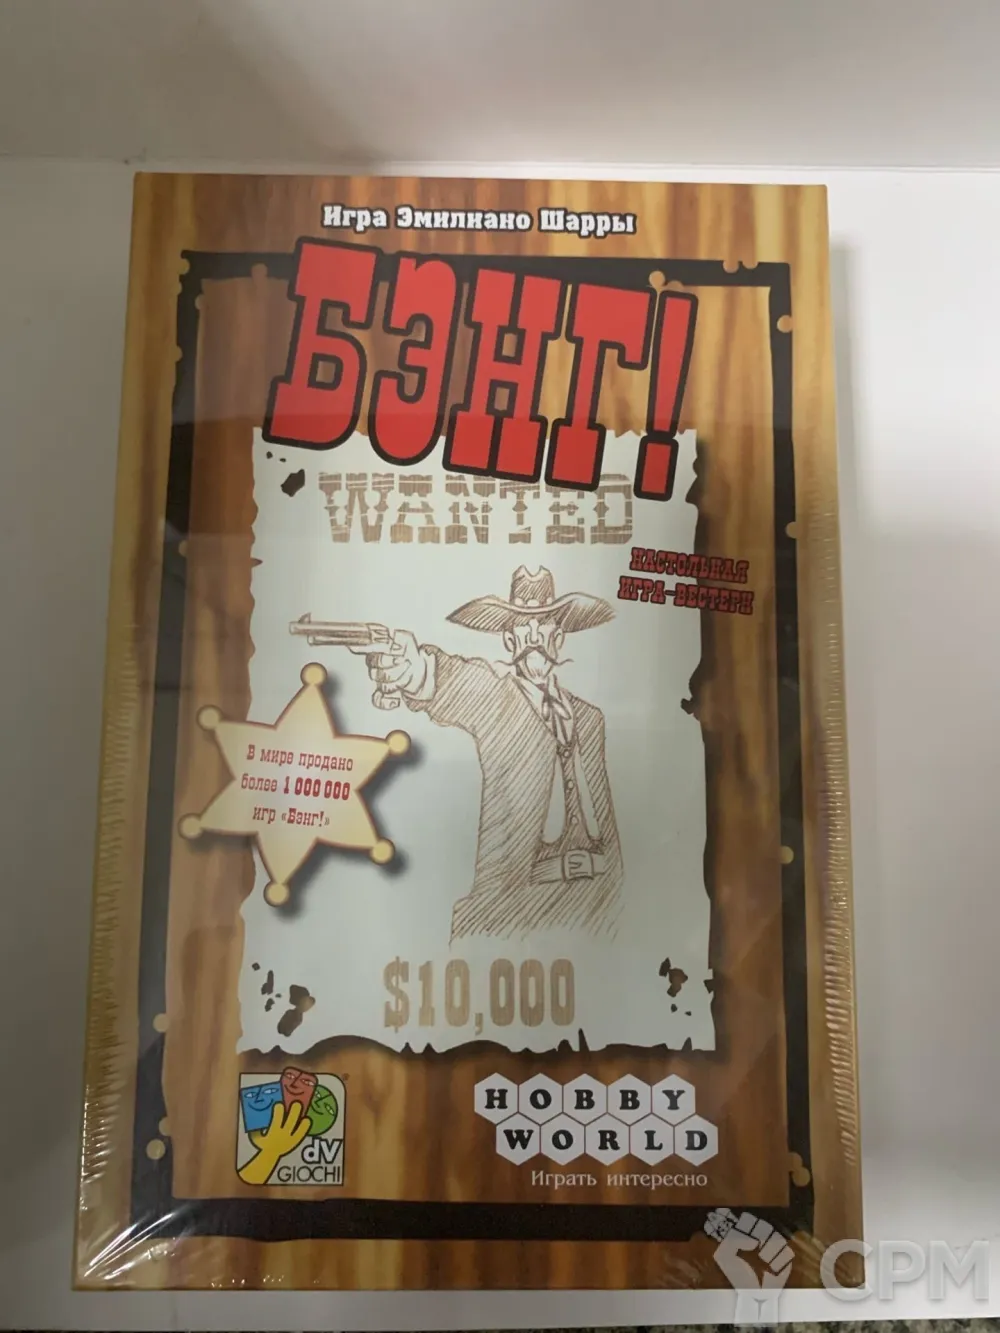 Игра Эмилиано Шарры
БЭНГ!
WANTED
НАСТОЛЬНАЯ
ИГРА-ВЕСТЕРН
В мире продано
более 1 000 000
игр «Бэнг!»
$10,000
dV
GIOCHI
HOBBY
WORLD
Играть интересно
СРМ